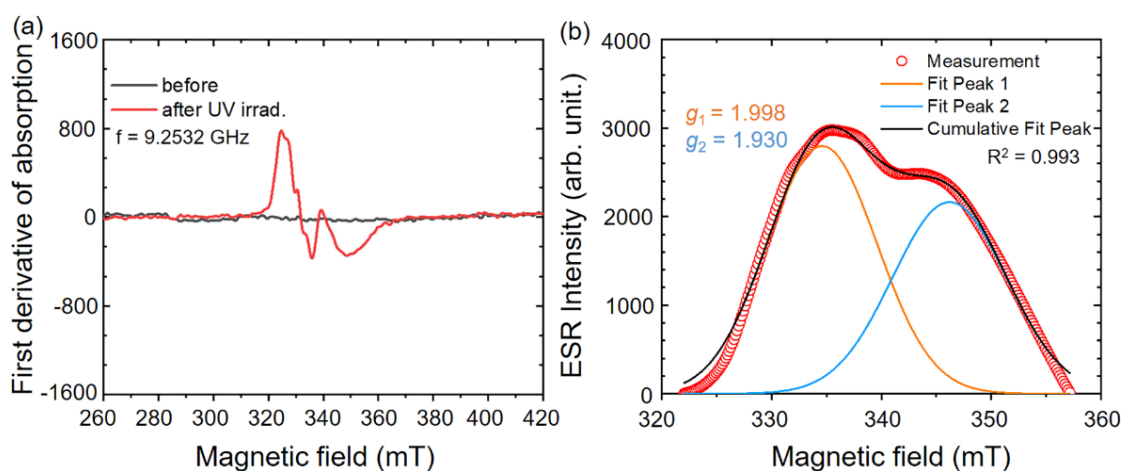 (a)
First derivative of absorption
1600
800
0
-800
-1600
before
after UV irrad.
f = 9.2532 GHz
260 280 300 320 340 360 380 400 420
Magnetic field (mT)
(b)
ESR Intensity (arb. unit.)
4000
3000
2000
1000
0
g₁ = 1.998
g₂ = 1.930
Measurement
Fit Peak 1
Fit Peak 2
Cumulative Fit Peak
R² = 0.993
320 330 340 350 360
Magnetic field (mT)